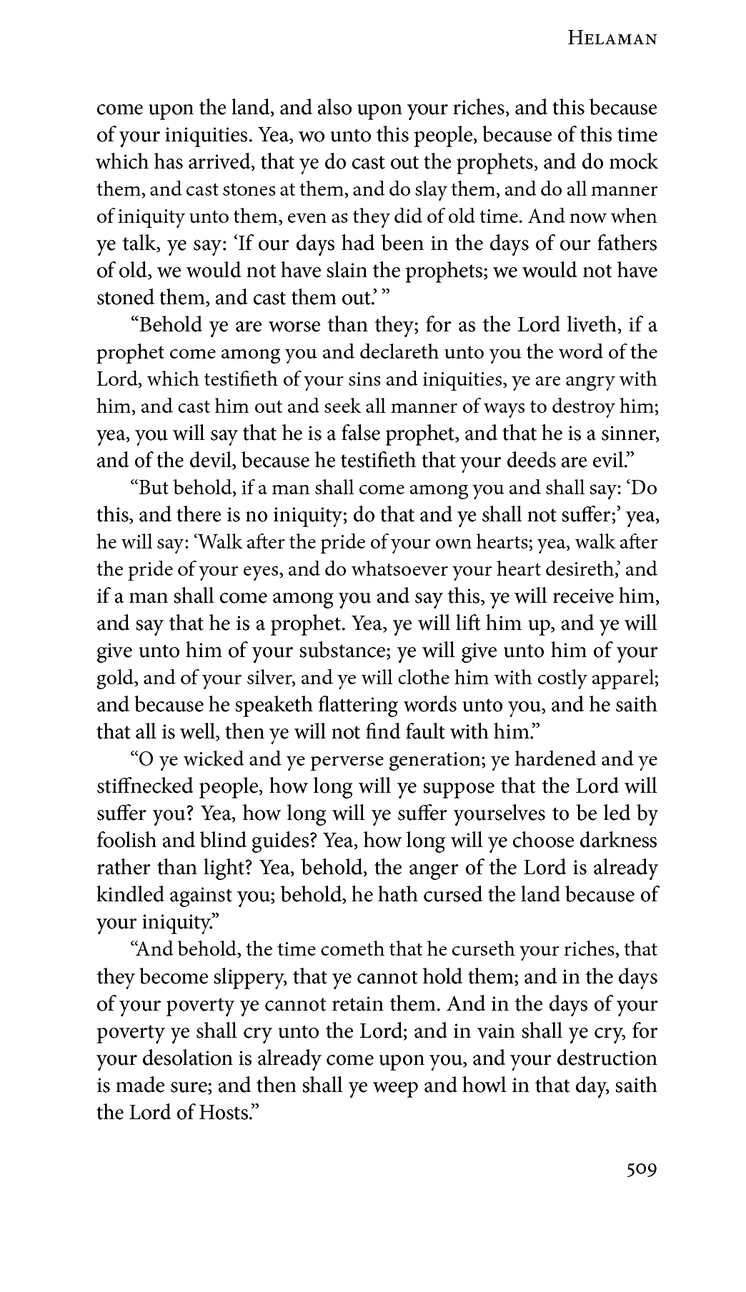 Helaman
come upon the land, and also upon your riches, and this because
of your iniquities. Yea, wo unto this people, because of this time
which has arrived, that ye do cast out the prophets, and do mock
them, and cast stones at them, and do slay them, and do all manner
of iniquity unto them, even as they did of old time. And now when
ye talk, ye say: ‘If our days had been in the days of our fathers
of old, we would not have slain the prophets; we would not have
stoned them, and cast them out.’ ”
“Behold ye are worse than they; for as the Lord liveth, if a
prophet come among you and declareth unto you the word of the
Lord, which testifieth of your sins and iniquities, ye are angry with
him, and cast him out and seek all manner of ways to destroy him;
yea, you will say that he is a false prophet, and that he is a sinner,
and of the devil, because he testifieth that your deeds are evil.”
“But behold, if a man shall come among you and shall say: ‘Do
this, and there is no iniquity; do that and ye shall not suffer;’ yea,
he will say: ‘Walk after the pride of your own hearts; yea, walk after
the pride of your eyes, and do whatsoever your heart desireth,’ and
if a man shall come among you and say this, ye will receive him,
and say that he is a prophet. Yea, ye will lift him up, and ye will
give unto him of your substance; ye will give unto him of your
gold, and of your silver, and ye will clothe him with costly apparel;
and because he speaketh flattering words unto you, and he saith
that all is well, then ye will not find fault with him.”
“O ye wicked and ye perverse generation; ye hardened and ye
stiffnecked people, how long will ye suppose that the Lord will
suffer you? Yea, how long will ye suffer yourselves to be led by
foolish and blind guides? Yea, how long will ye choose darkness
rather than light? Yea, behold, the anger of the Lord is already
kindled against you; behold, he hath cursed the land because of
your iniquity.”
“And behold, the time cometh that he curseth your riches, that
they become slippery, that ye cannot hold them; and in the days
of your poverty ye cannot retain them. And in the days of your
poverty ye shall cry unto the Lord; and in vain shall ye cry, for
your desolation is already come upon you, and your destruction
is made sure; and then shall ye weep and howl in that day, saith
the Lord of Hosts.”
509